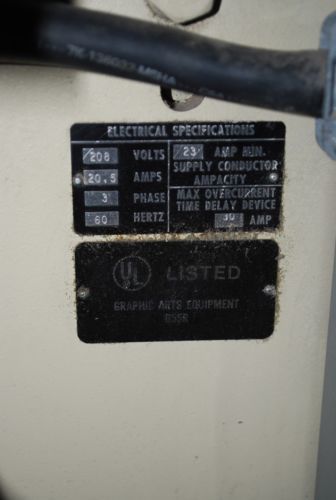 ELECTRICAL SPECIFICATIONS
208 VOLTS
20.5 AMPS
3 PHASE
60 HERTZ
23 AMP MIN.
SUPPLY CONDUCTOR
AMPACITY
MAX OVERCURRENT
TIME DELAY DEVICE
30 AMP
UL LISTED
GRAPHIC ARTS EQUIPMENT